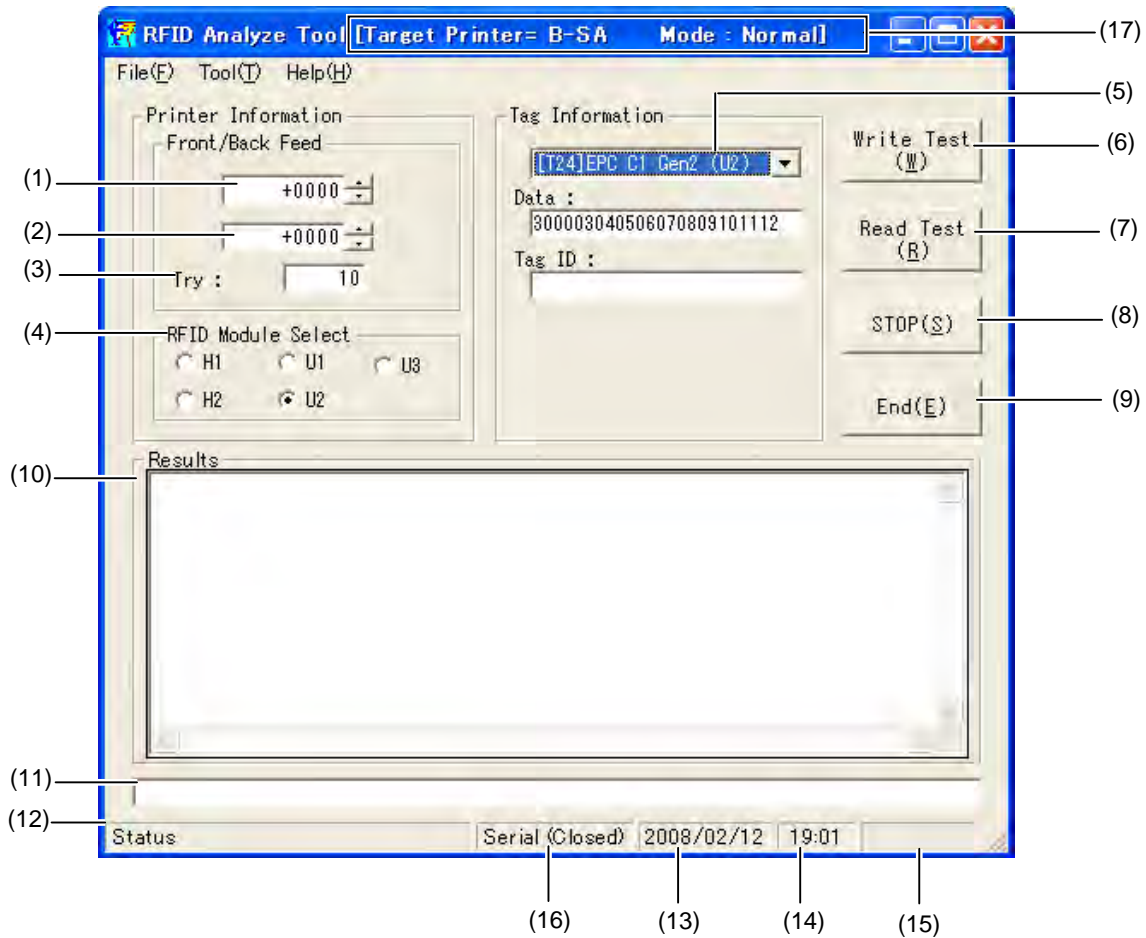 RFID Analyze Tool [Target Printer= B-SA Mode : Normal]
(17)
File(F) Tool(T) Help(H)
Printer Information
Front/Back Feed
(1)
+0000
(2)
+0000
(3)
Try :
10
(4)
RFID Module Select
H1 U1 U3
H2 U2
Tag Information
(5)
[T24]EPC C1 Gen2 (U2)
Data :
300003040506070809101112
Tag ID :
Write Test
(W)
(6)
Read Test
(R)
(7)
STOP(S)
(8)
End(E)
(9)
Results
(10)
(11)
(12)
Status Serial (Closed) 2008/02/12 19:01
(16) (13) (14) (15)